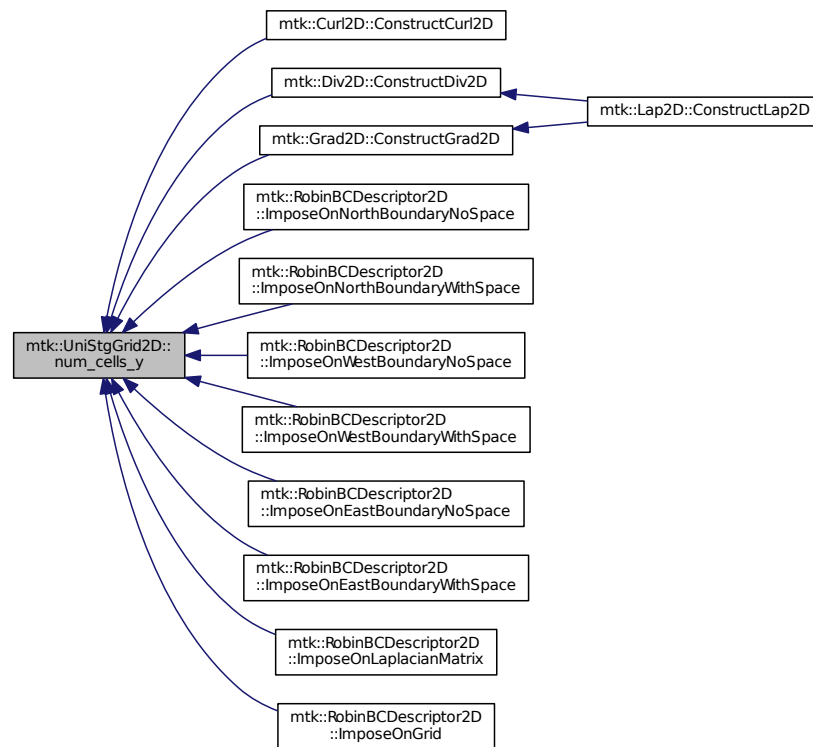 mtk::Curl2D::ConstructCurl2D
mtk::Div2D::ConstructDiv2D
mtk::Lap2D::ConstructLap2D
mtk::Grad2D::ConstructGrad2D
mtk::RobinBCDescriptor2D
::ImposeOnNorthBoundaryNoSpace
mtk::RobinBCDescriptor2D
::ImposeOnNorthBoundaryWithSpace
mtk::UniStgGrid2D::
num_cells_y
mtk::RobinBCDescriptor2D
::ImposeOnWestBoundaryNoSpace
mtk::RobinBCDescriptor2D
::ImposeOnWestBoundaryWithSpace
mtk::RobinBCDescriptor2D
::ImposeOnEastBoundaryNoSpace
mtk::RobinBCDescriptor2D
::ImposeOnEastBoundaryWithSpace
mtk::RobinBCDescriptor2D
::ImposeOnLaplacianMatrix
mtk::RobinBCDescriptor2D
::ImposeOnGrid